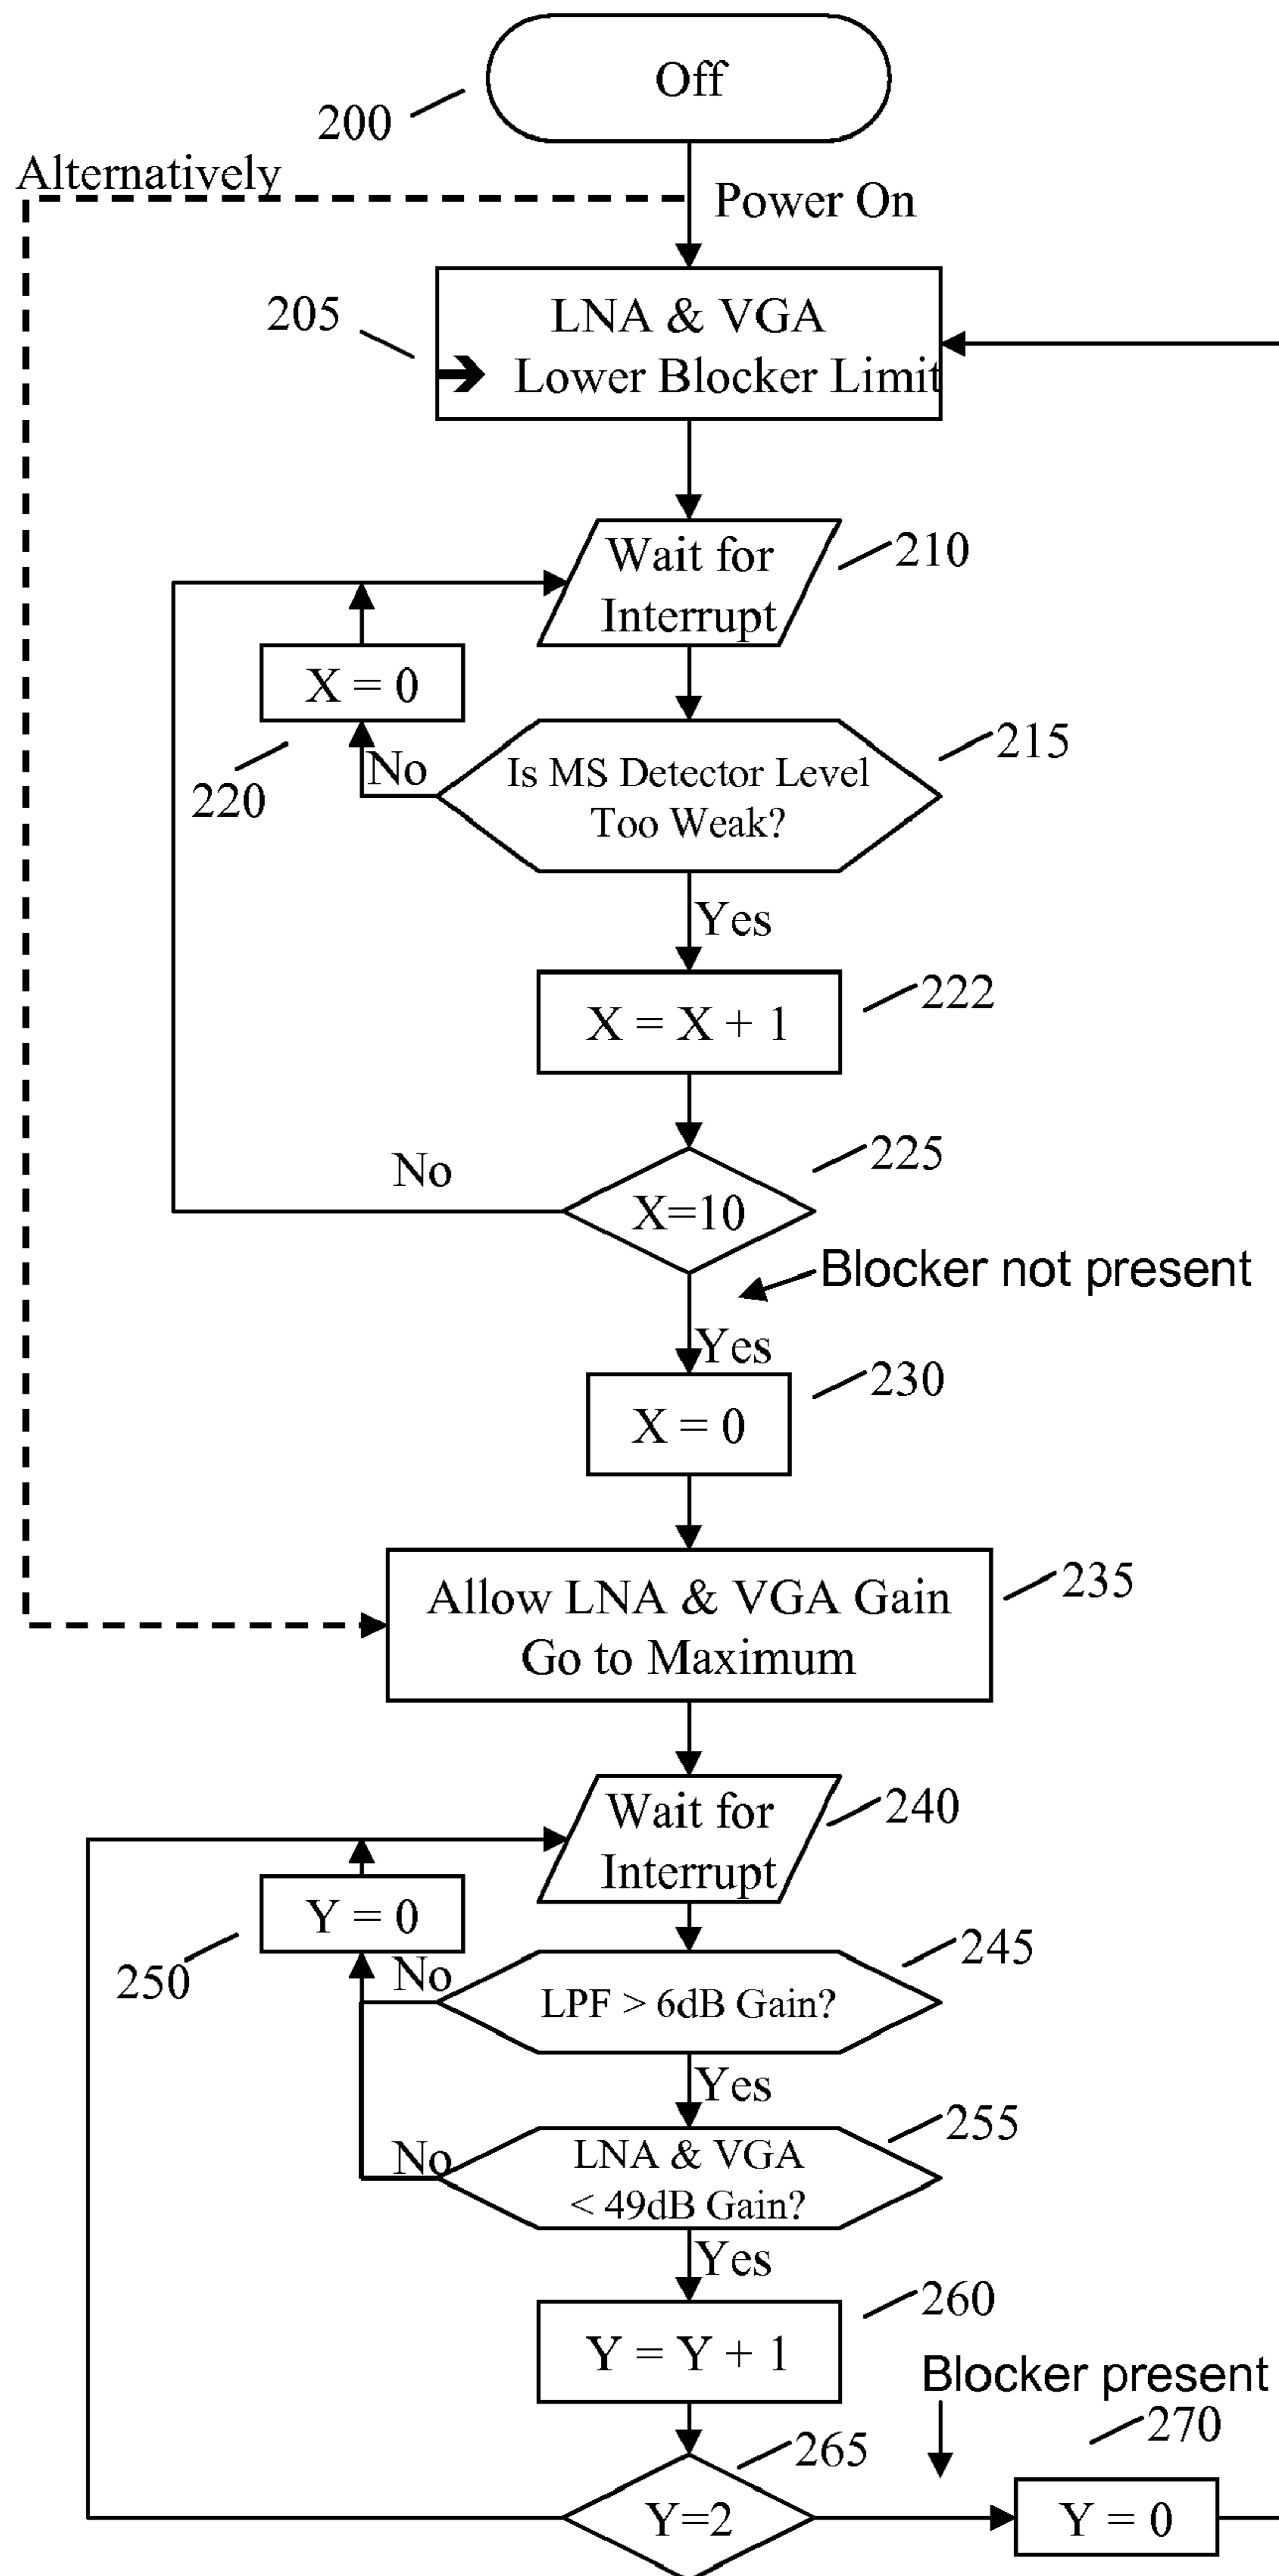 Off
200
Alternatively
Power On
205
LNA & VGA
➔ Lower Blocker Limit
Wait for
Interrupt
210
X = 0
220
No
Is MS Detector Level
Too Weak?
215
Yes
X = X + 1
222
No
X=10
225
Blocker not present
Yes
X = 0
230
Allow LNA & VGA Gain
Go to Maximum
235
Wait for
Interrupt
240
Y = 0
250
No
LPF > 6dB Gain?
245
Yes
No
LNA & VGA
< 49dB Gain?
255
Yes
Y = Y + 1
260
Blocker present
270
265
Y=2
Y = 0